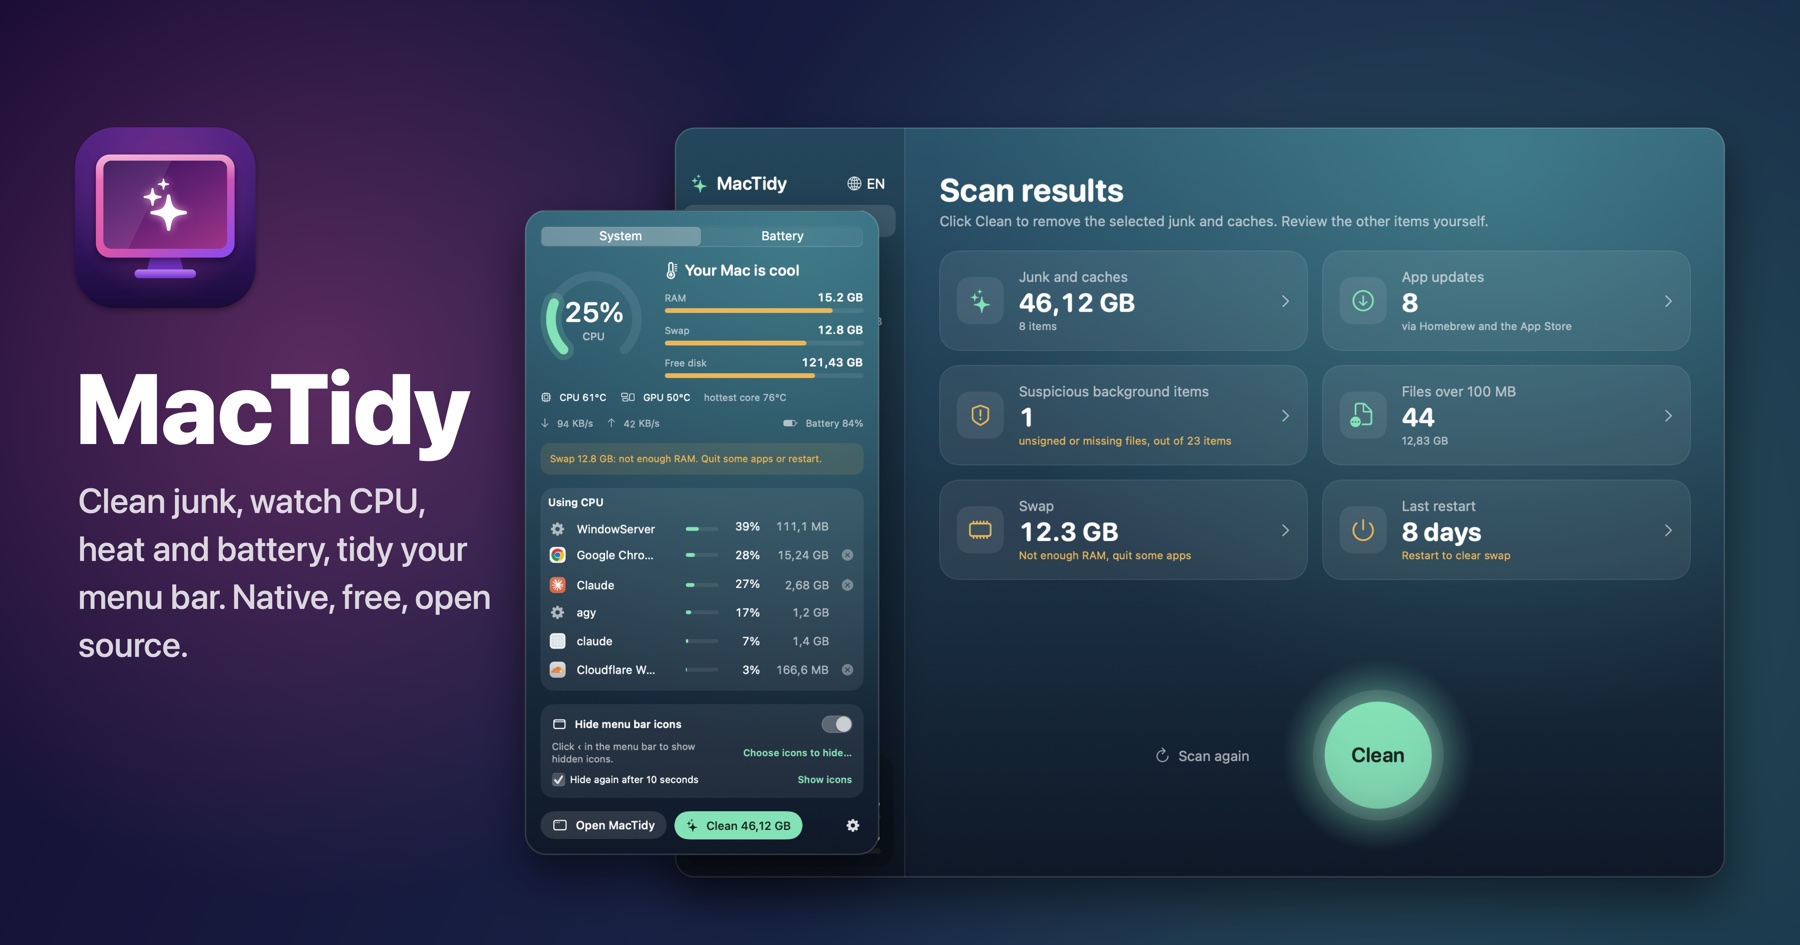 MacTidy
Clean junk, watch CPU,
heat and battery, tidy your
menu bar. Native, free, open
source.
MacTidy
EN
System
Battery
25%
CPU
Your Mac is cool
RAM 15.2 GB
Swap 12.8 GB
Free disk 121,43 GB
CPU 61°C GPU 50°C hottest core 76°C
↓ 94 KB/s ↑ 42 KB/s Battery 84%
Swap 12.8 GB: not enough RAM. Quit some apps or restart.
Using CPU
WindowServer 39% 111,1 MB
Google Chro... 28% 15,24 GB
Claude 27% 2,68 GB
agy 17% 1,2 GB
claude 7% 1,4 GB
Cloudflare W... 3% 166,6 MB
Hide menu bar icons
Click ‹ in the menu bar to show
hidden icons.
Choose icons to hide...
Hide again after 10 seconds
Show icons
Open MacTidy
Clean 46,12 GB
Scan results
Click Clean to remove the selected junk and caches. Review the other items yourself.
Junk and caches
46,12 GB
8 items
App updates
8
via Homebrew and the App Store
Suspicious background items
1
unsigned or missing files, out of 23 items
Files over 100 MB
44
12,83 GB
Swap
12.3 GB
Not enough RAM, quit some apps
Last restart
8 days
Restart to clear swap
Scan again
Clean